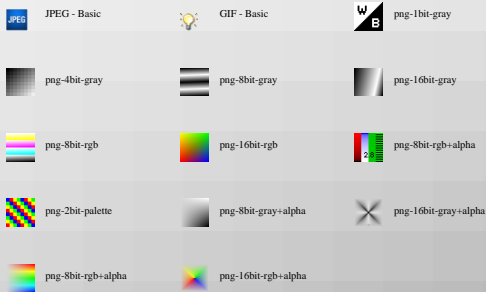 JPEG
JPEG - Basic
GIF - Basic
W
B
png-1bit-gray
png-4bit-gray
png-8bit-gray
png-16bit-gray
png-8bit-rgb
png-16bit-rgb
2.8
png-8bit-rgb+alpha
png-2bit-palette
png-8bit-gray+alpha
png-16bit-gray+alpha
png-8bit-rgb+alpha
png-16bit-rgb+alpha